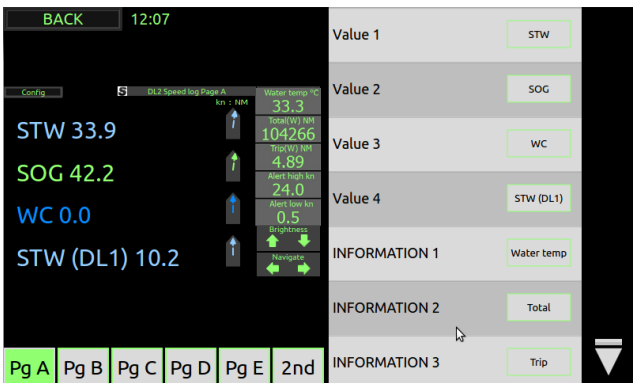 BACK 12:07
Config S DL2 Speed log Page A
kn : NM
STW 33.9
SOG 42.2
WC 0.0
STW (DL1) 10.2
Water temp °C
33.3
Total(W) NM
104266
Trip(W) NM
4.89
Alert high kn
24.0
Alert low kn
0.5
Brightness
Navigate
Pg A Pg B Pg C Pg D Pg E 2nd
Value 1 STW
Value 2 SOG
Value 3 WC
Value 4 STW (DL1)
INFORMATION 1 Water temp
INFORMATION 2 Total
INFORMATION 3 Trip